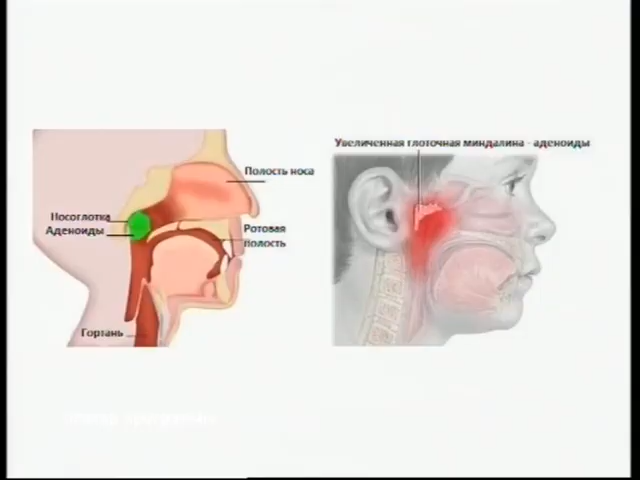 Полость носа
Носоглотка
Аденоиды
Ротовая
полость
Гортань
Увеличенная глоточная миндалина - аденоиды